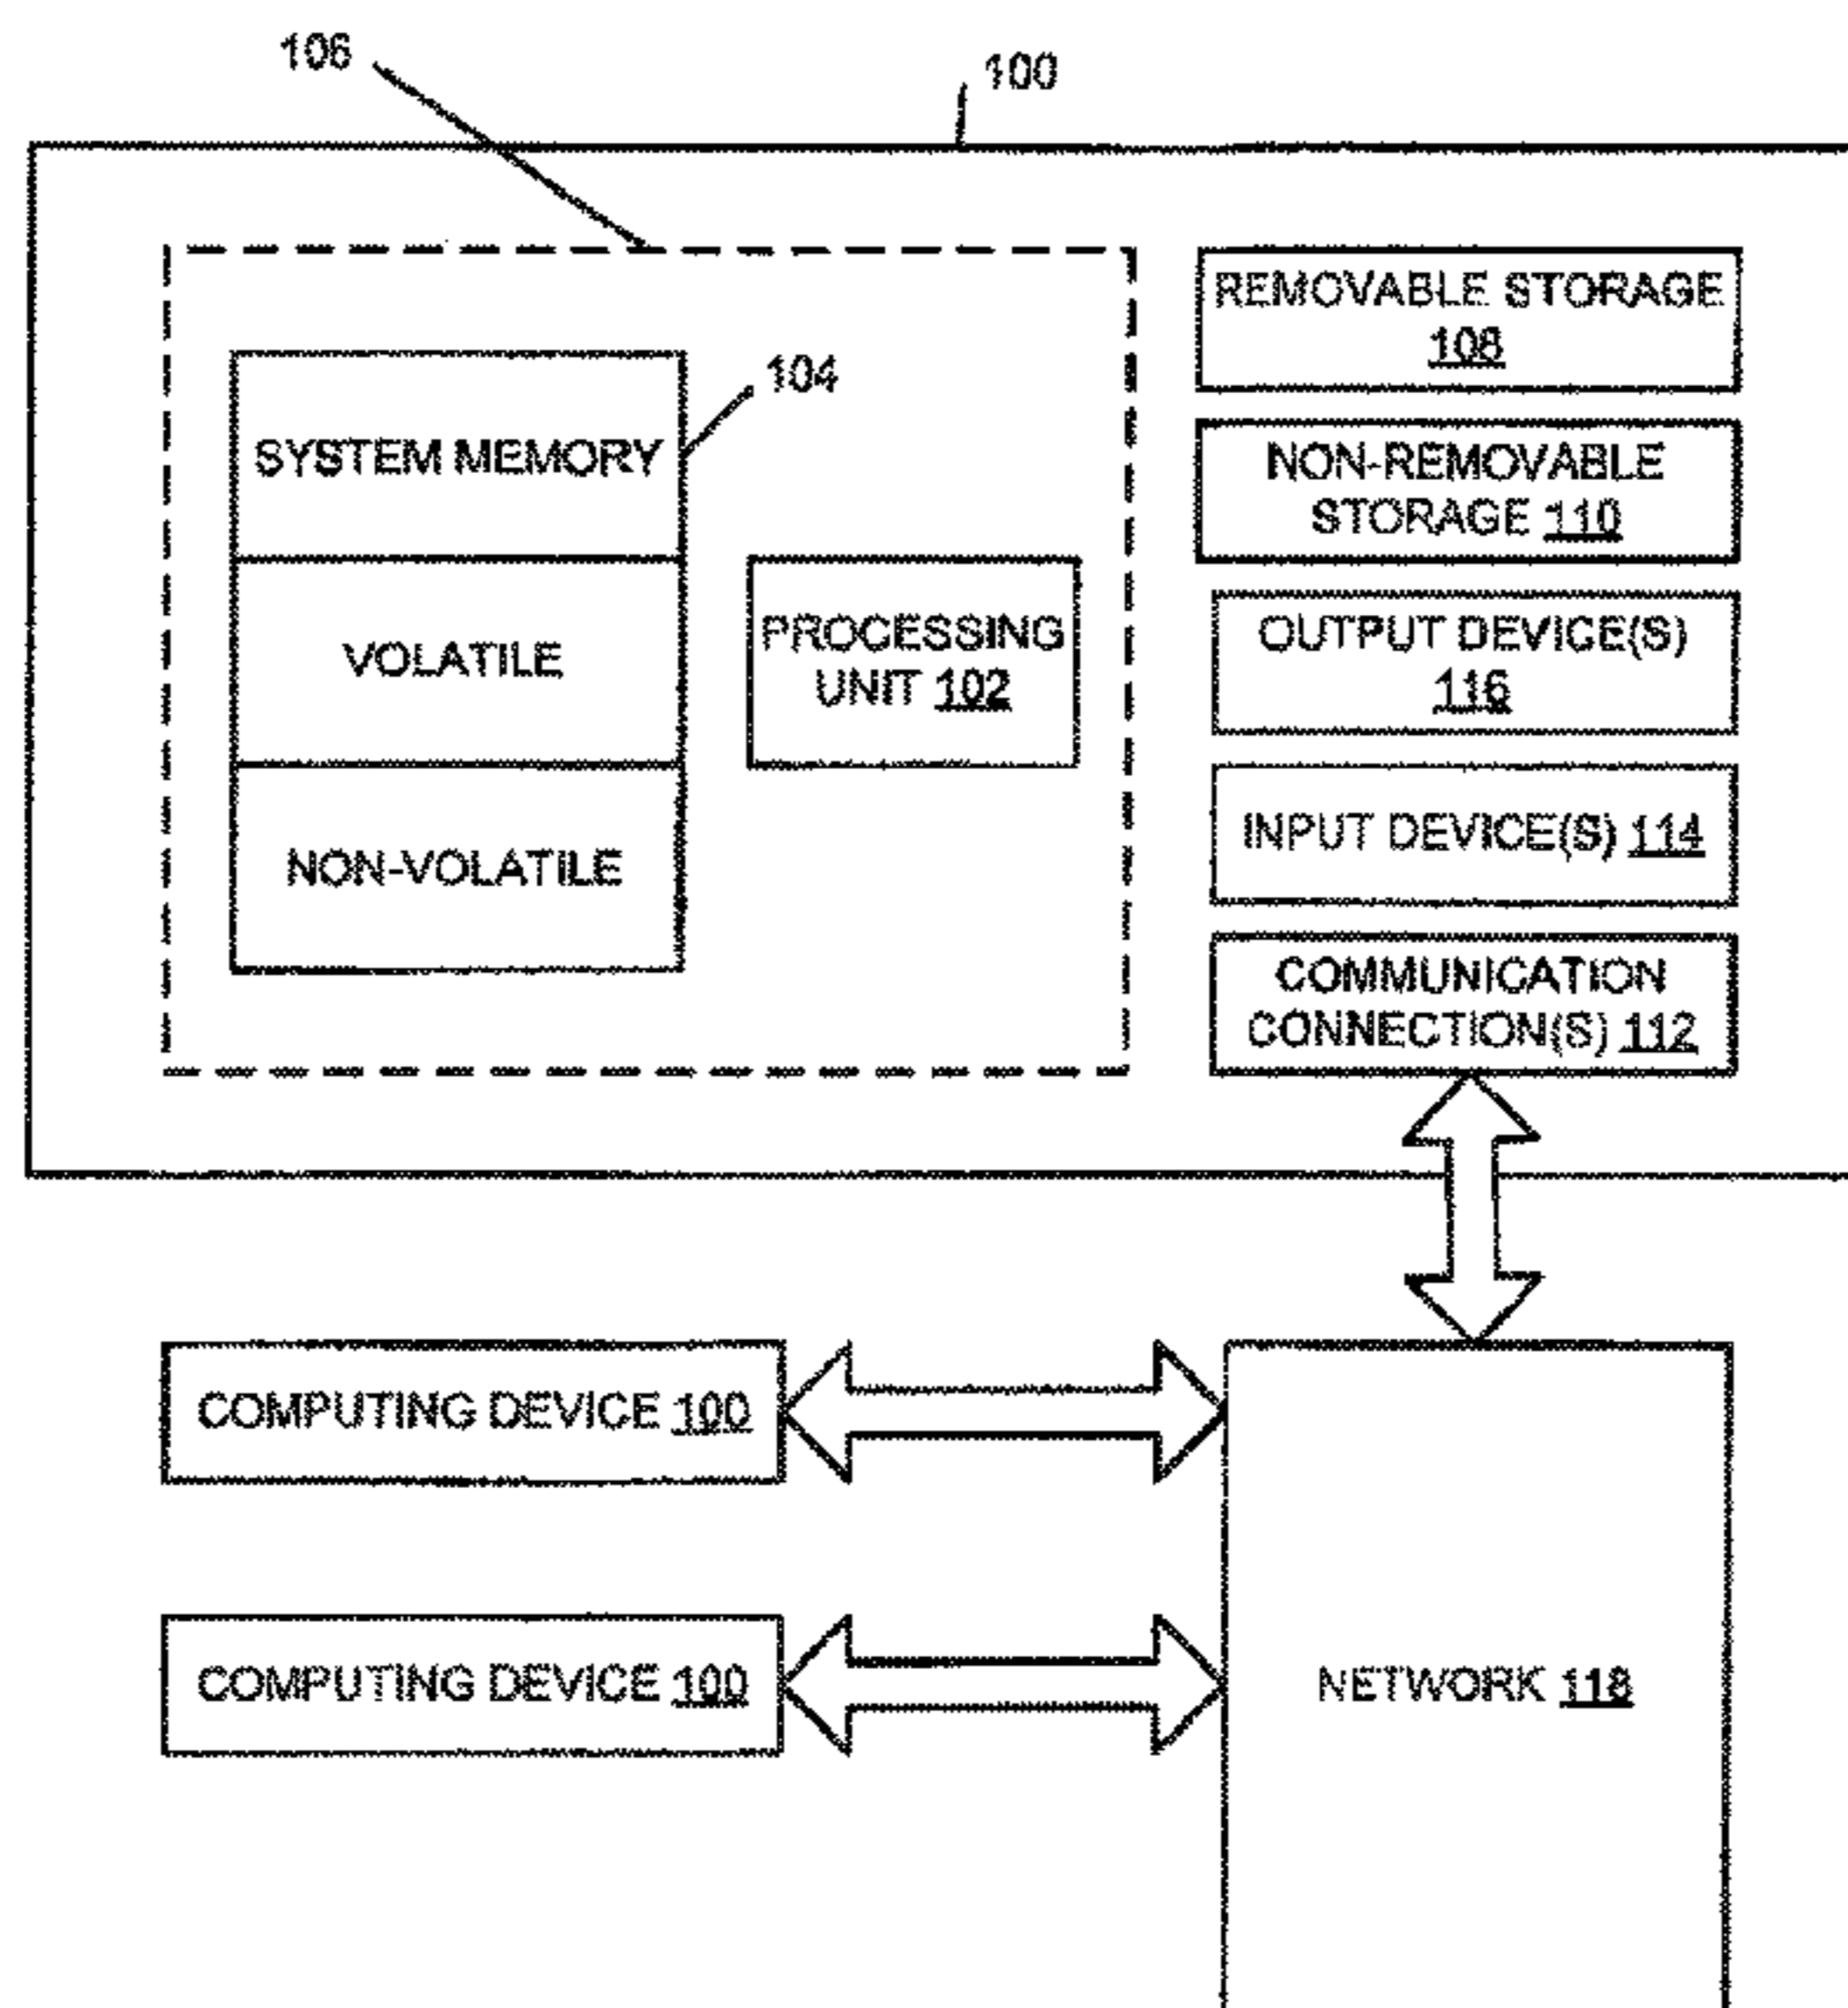 106
100
REMOVABLE STORAGE
108
104
SYSTEM MEMORY
NON-REMOVABLE
STORAGE 110
VOLATILE
PROCESSING
UNIT 102
OUTPUT DEVICE(S)
116
NON-VOLATILE
INPUT DEVICE(S) 114
COMMUNICATION
CONNECTION(S) 112
COMPUTING DEVICE 100
COMPUTING DEVICE 100
NETWORK 118